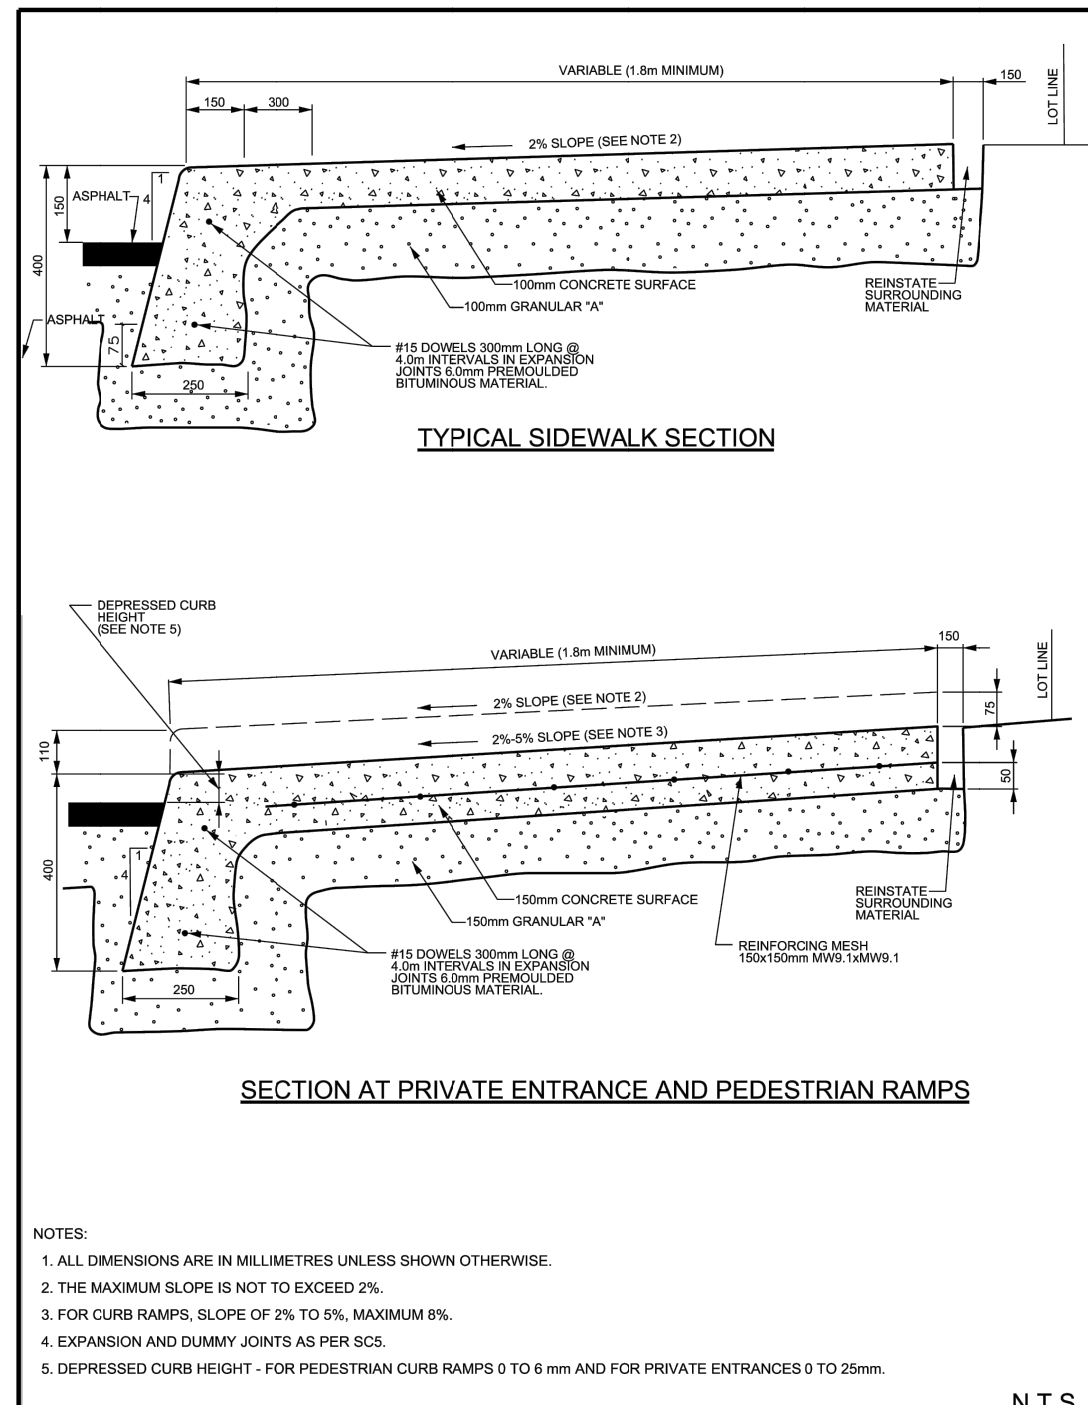 VARIABLE (1.8m MINIMUM)
150
LOT LINE
150
300
2% SLOPE (SEE NOTE 2)
1
4
ASPHALT
150
400
ASPHALT
75
250
100mm CONCRETE SURFACE
100mm GRANULAR "A"
REINSTATE
SURROUNDING
MATERIAL
#15 DOWELS 300mm LONG @
4.0m INTERVALS IN EXPANSION
JOINTS 6.0mm PREMOULDED
BITUMINOUS MATERIAL.
TYPICAL SIDEWALK SECTION
DEPRESSED CURB
HEIGHT
(SEE NOTE 5)
VARIABLE (1.8m MINIMUM)
150
LOT LINE
2% SLOPE (SEE NOTE 2)
75
2%-5% SLOPE (SEE NOTE 3)
110
50
400
1
4
250
150mm CONCRETE SURFACE
150mm GRANULAR "A"
REINSTATE
SURROUNDING
MATERIAL
#15 DOWELS 300mm LONG @
4.0m INTERVALS IN EXPANSION
JOINTS 6.0mm PREMOULDED
BITUMINOUS MATERIAL.
REINFORCING MESH
150x150mm MW9.1xMW9.1
SECTION AT PRIVATE ENTRANCE AND PEDESTRIAN RAMPS
NOTES:
1. ALL DIMENSIONS ARE IN MILLIMETRES UNLESS SHOWN OTHERWISE.
2. THE MAXIMUM SLOPE IS NOT TO EXCEED 2%.
3. FOR CURB RAMPS, SLOPE OF 2% TO 5%, MAXIMUM 8%.
4. EXPANSION AND DUMMY JOINTS AS PER SC5.
5. DEPRESSED CURB HEIGHT - FOR PEDESTRIAN CURB RAMPS 0 TO 6 mm AND FOR PRIVATE ENTRANCES 0 TO 25mm.
N.T.S